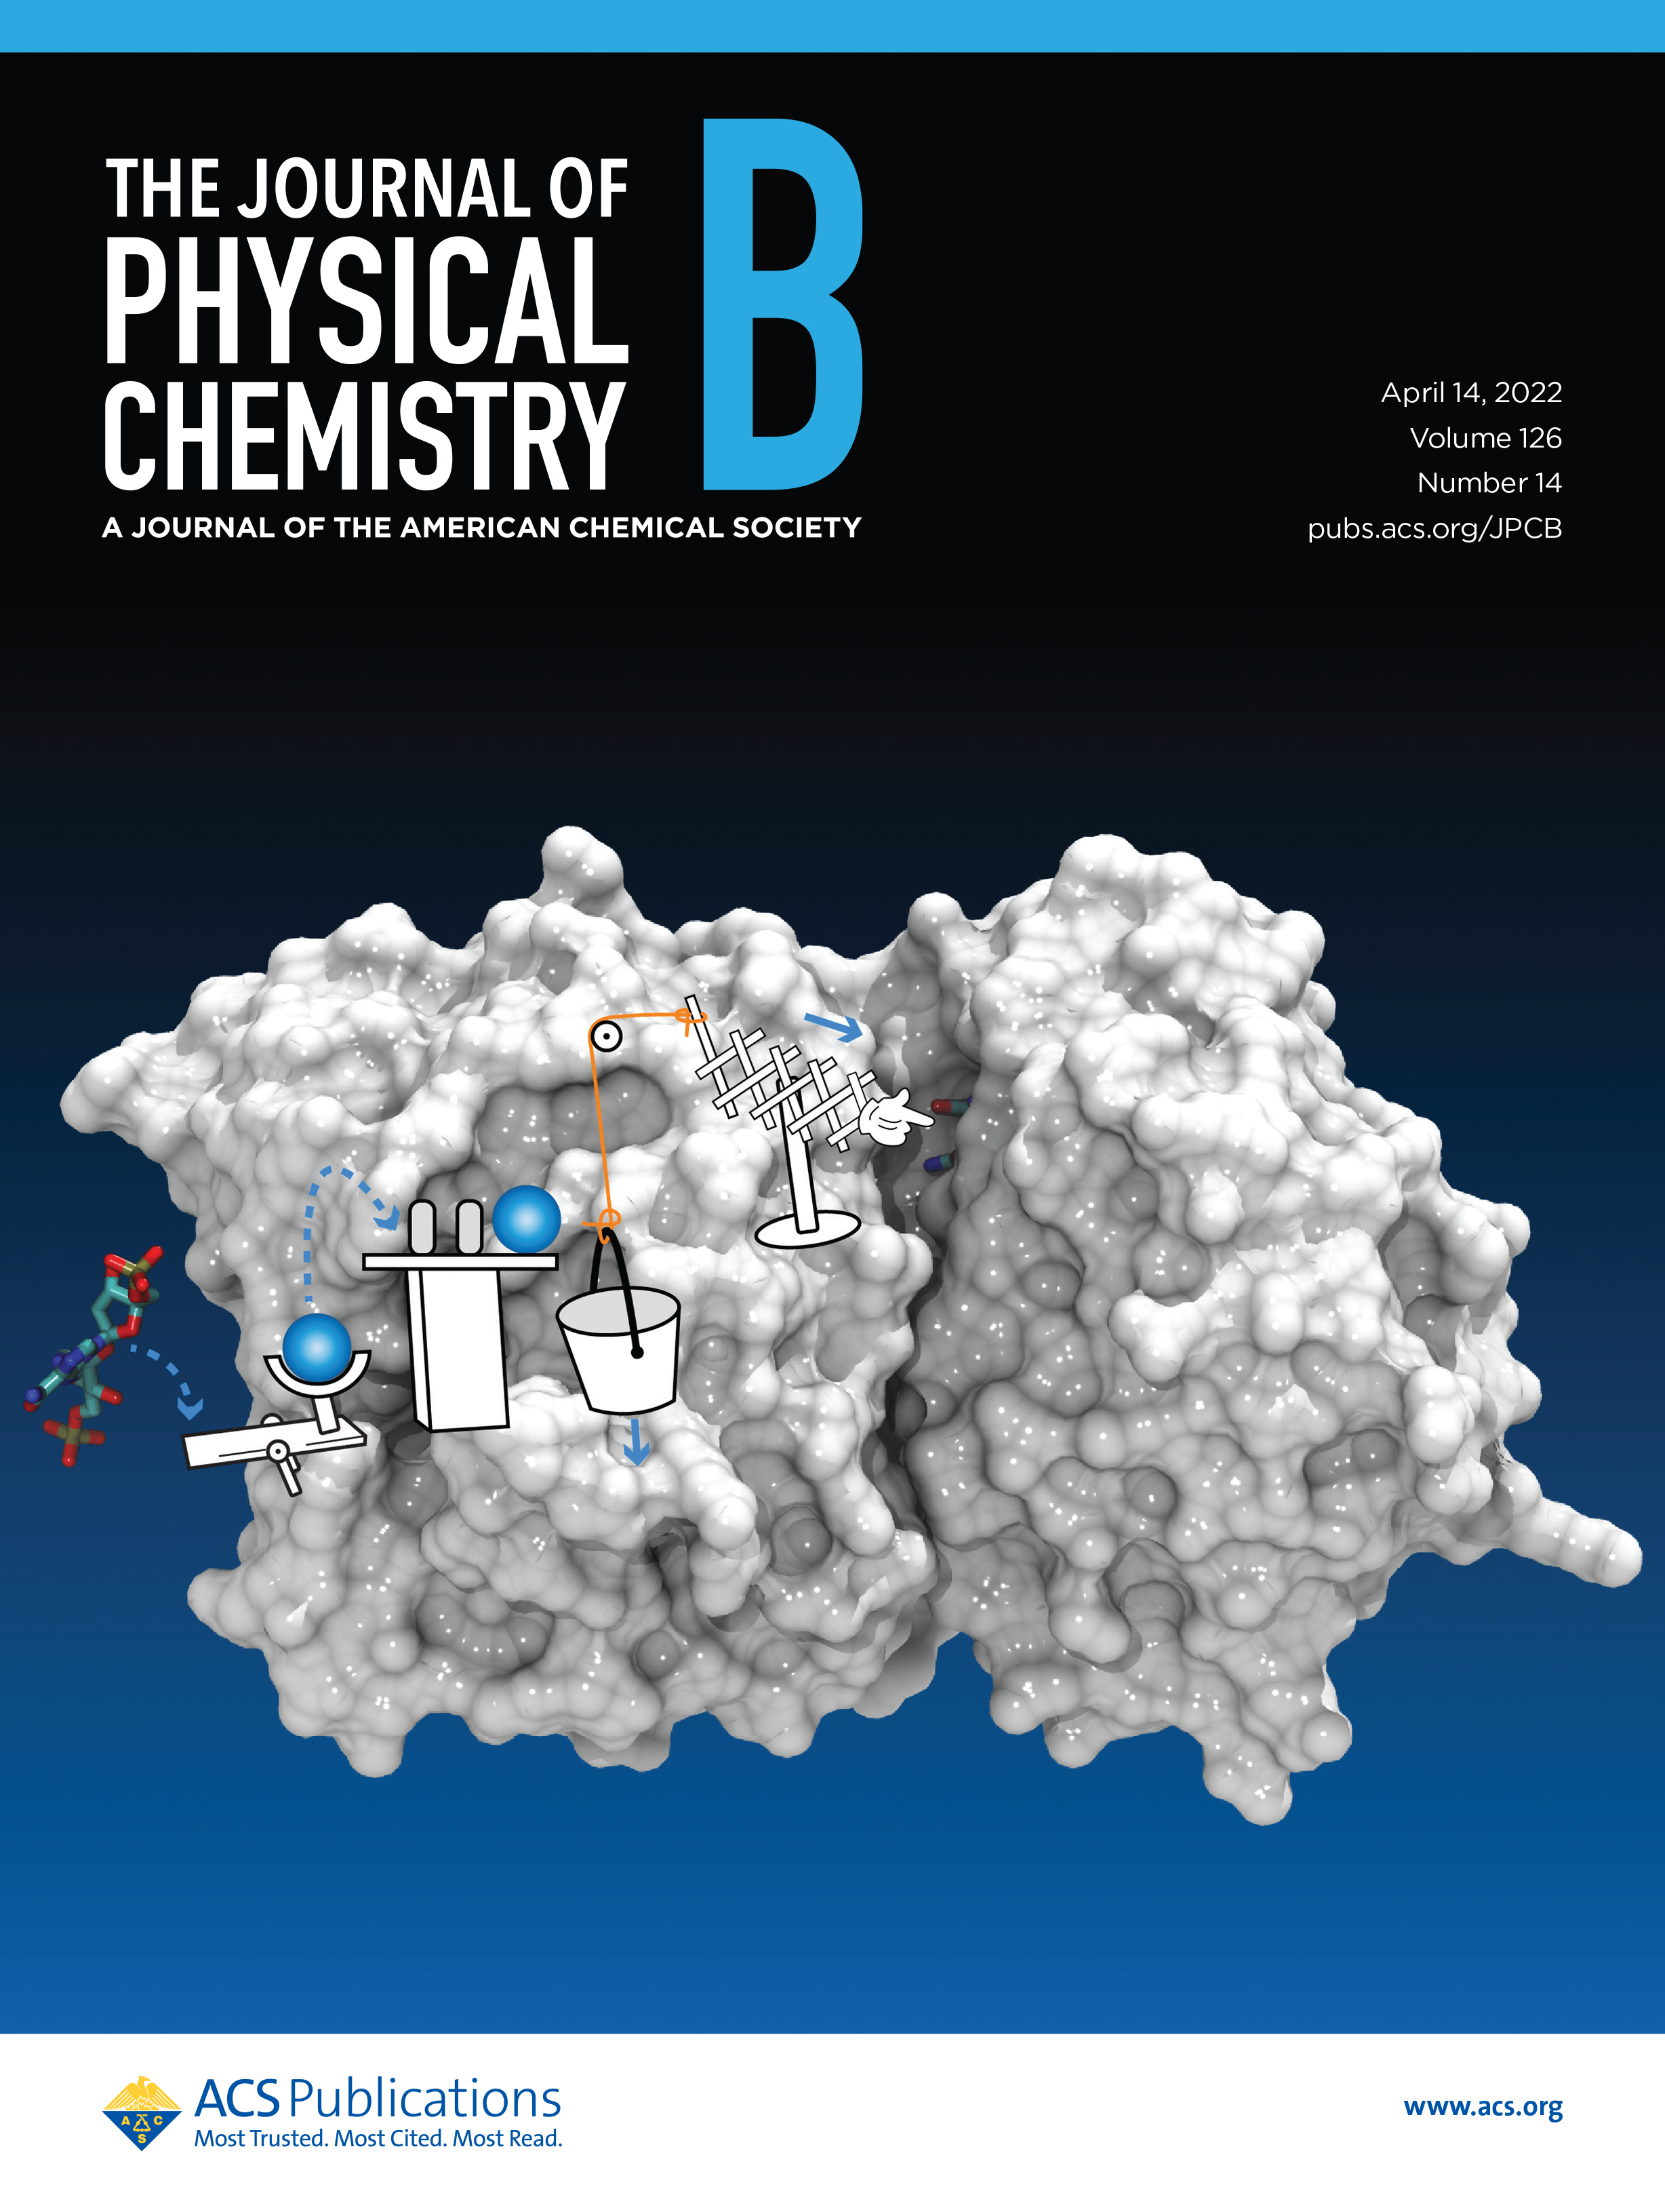 THE JOURNAL OF
PHYSICAL
CHEMISTRY
B
A JOURNAL OF THE AMERICAN CHEMICAL SOCIETY
April 14, 2022
Volume 126
Number 14
pubs.acs.org/JPCB
A C
S
ACS Publications
Most Trusted. Most Cited. Most Read.
www.acs.org